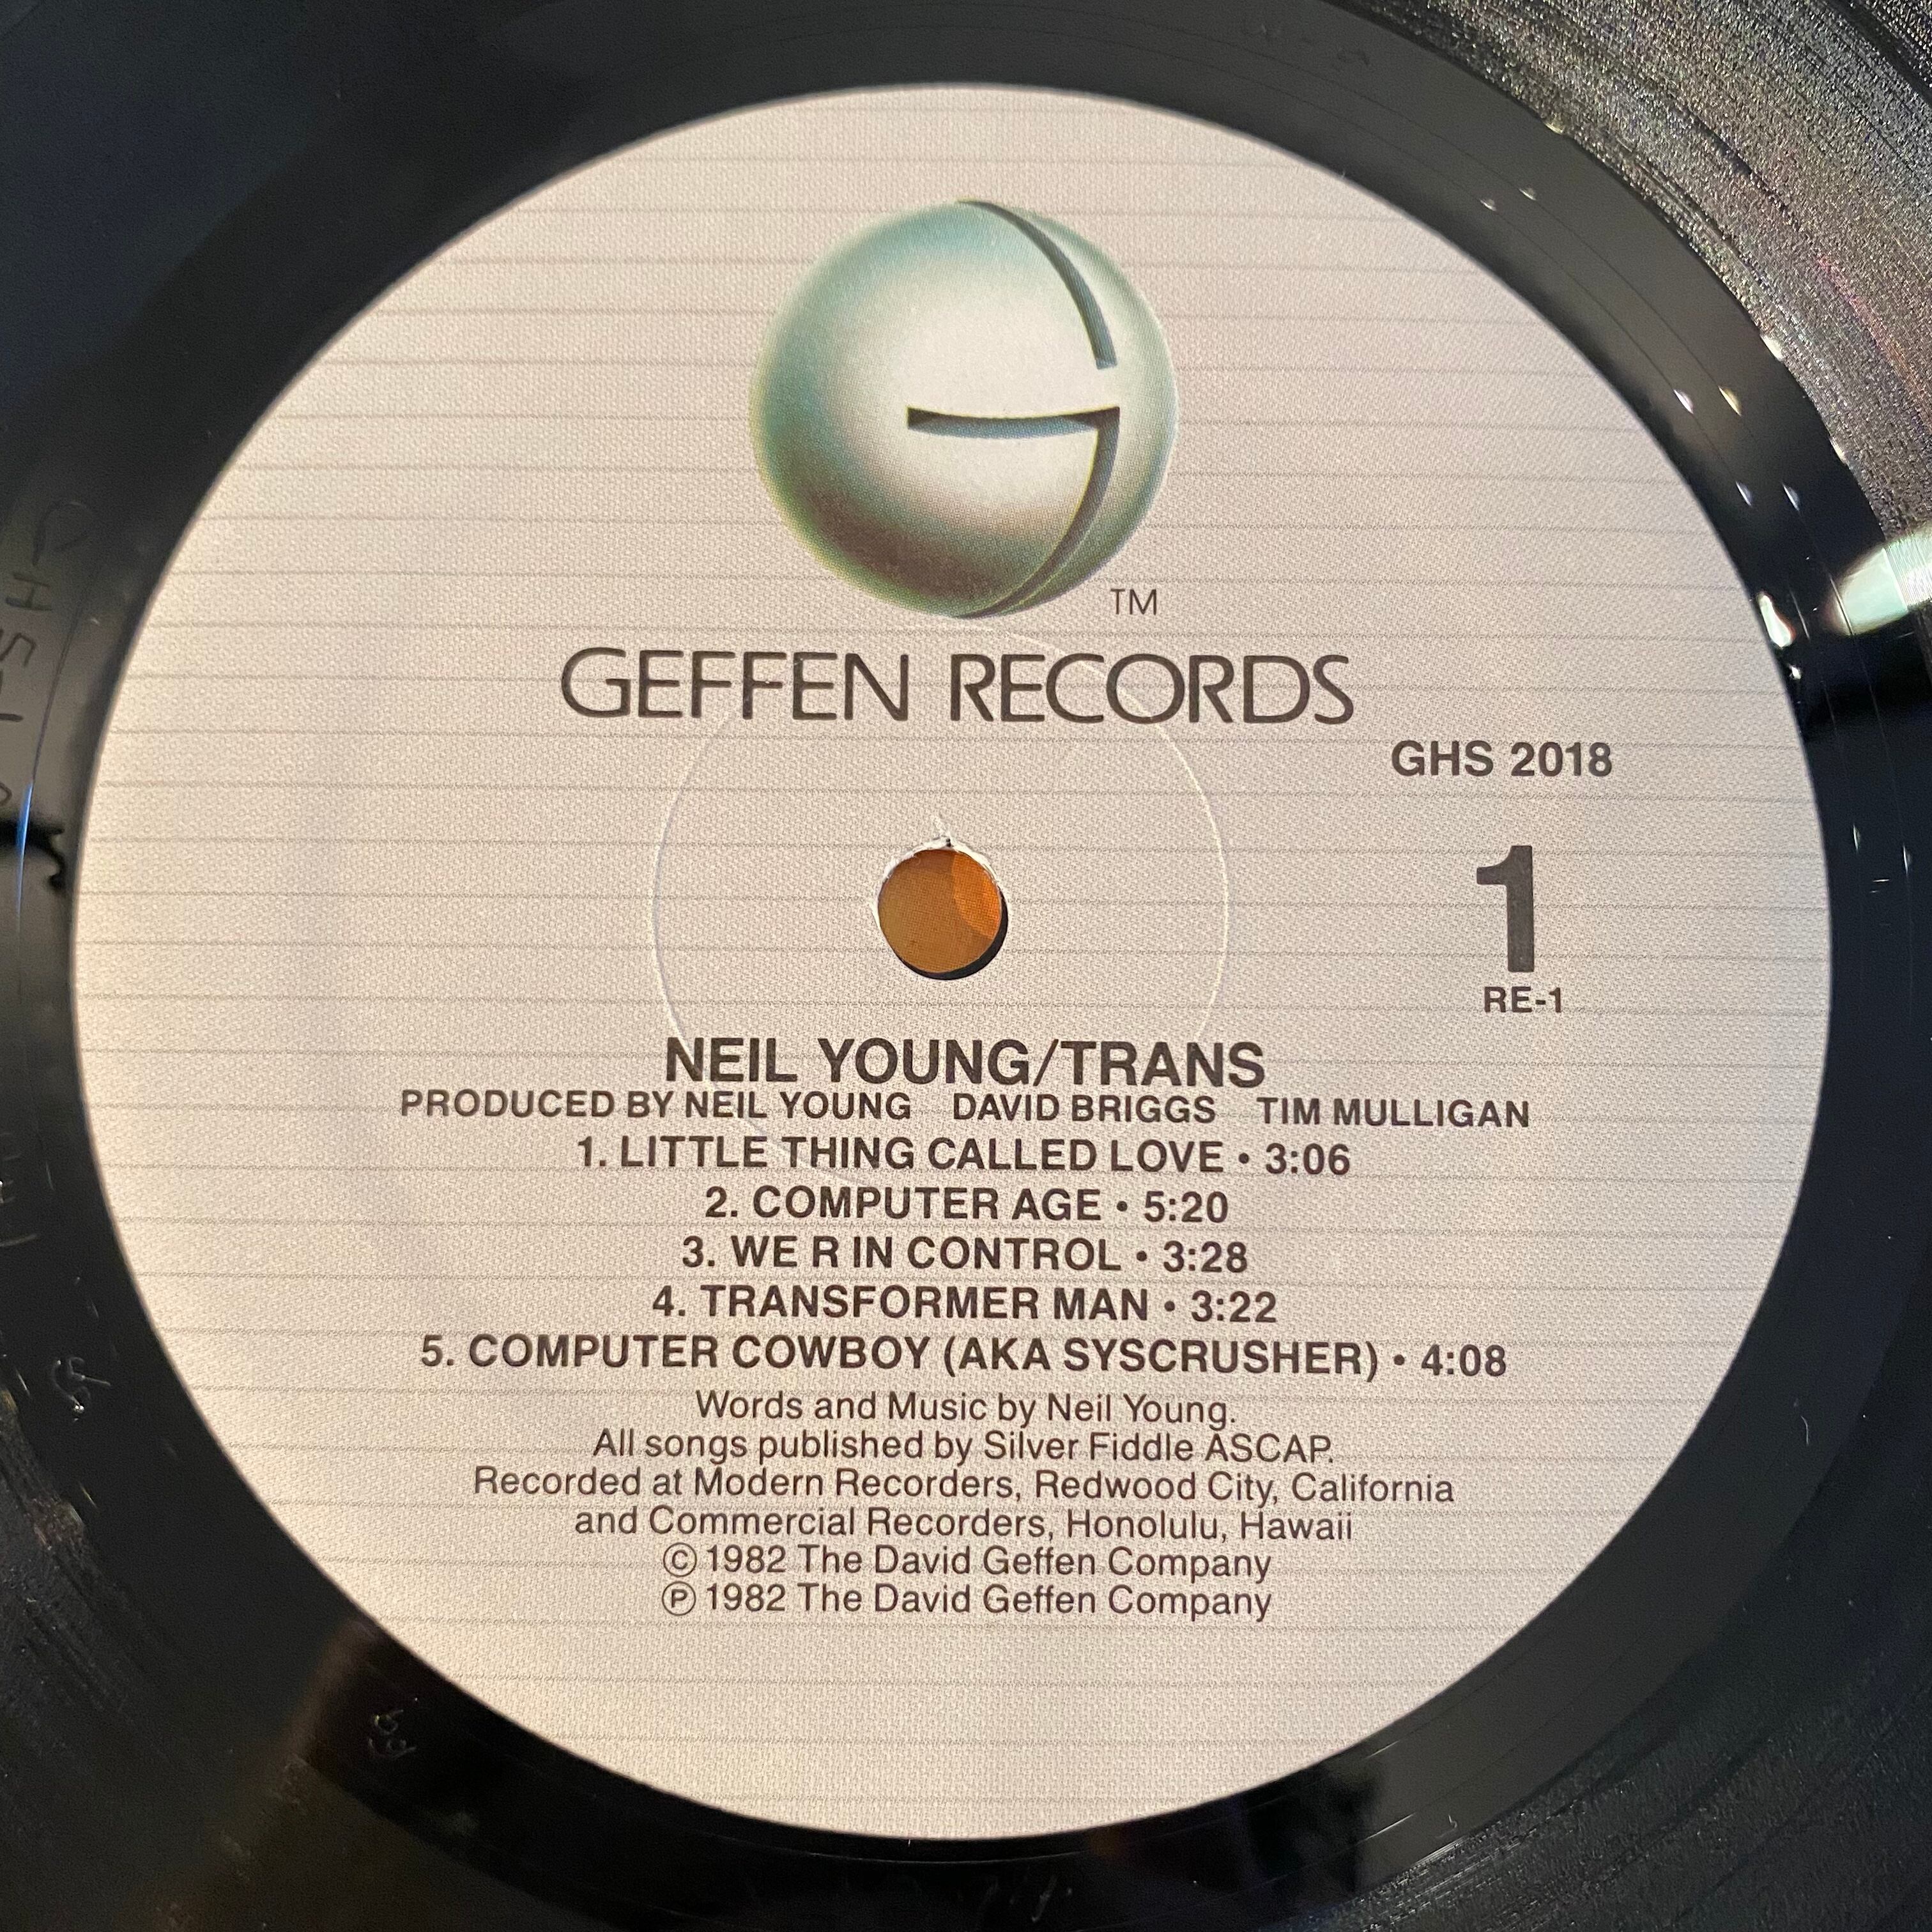 TM
GEFFEN RECORDS
GHS 2018
1
RE-1
NEIL YOUNG/TRANS
PRODUCED BY NEIL YOUNG DAVID BRIGGS TIM MULLIGAN
1. LITTLE THING CALLED LOVE • 3:06
2. COMPUTER AGE • 5:20
3. WE R IN CONTROL • 3:28
4. TRANSFORMER MAN • 3:22
5. COMPUTER COWBOY (AKA SYSCRUSHER) • 4:08
Words and Music by Neil Young.
All songs published by Silver Fiddle ASCAP.
Recorded at Modern Recorders, Redwood City, California
and Commercial Recorders, Honolulu, Hawaii
© 1982 The David Geffen Company
℗ 1982 The David Geffen Company